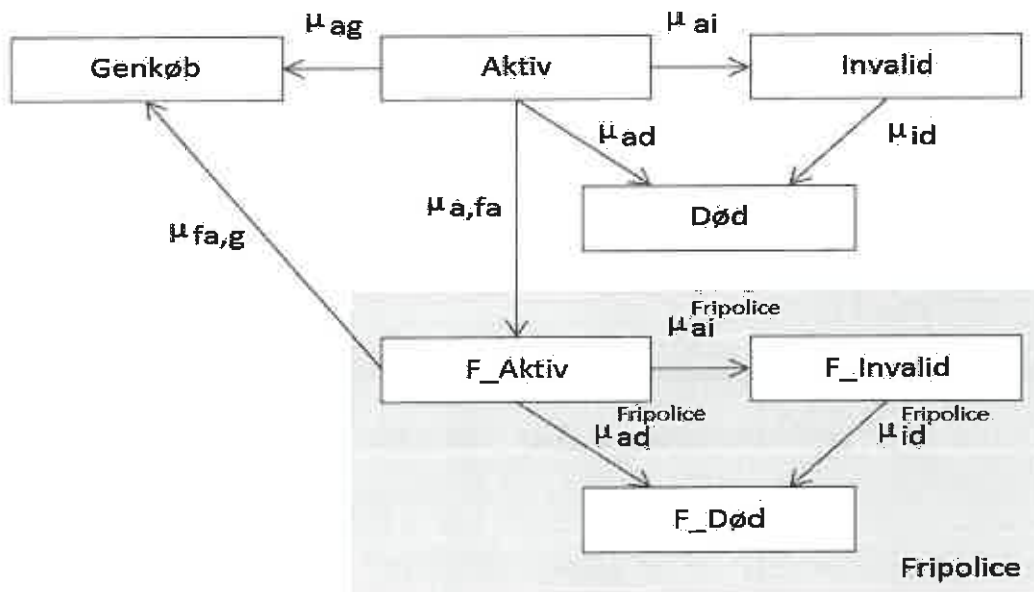 μ ag
μ ai
Genkøb
Aktiv
Invalid
μ ad
μ id
Død
μ a,fa
μ fa,g
μ ai Fripolice
F_Aktiv
F_Invalid
μ ad Fripolice
μ id Fripolice
F_Død
Fripolice